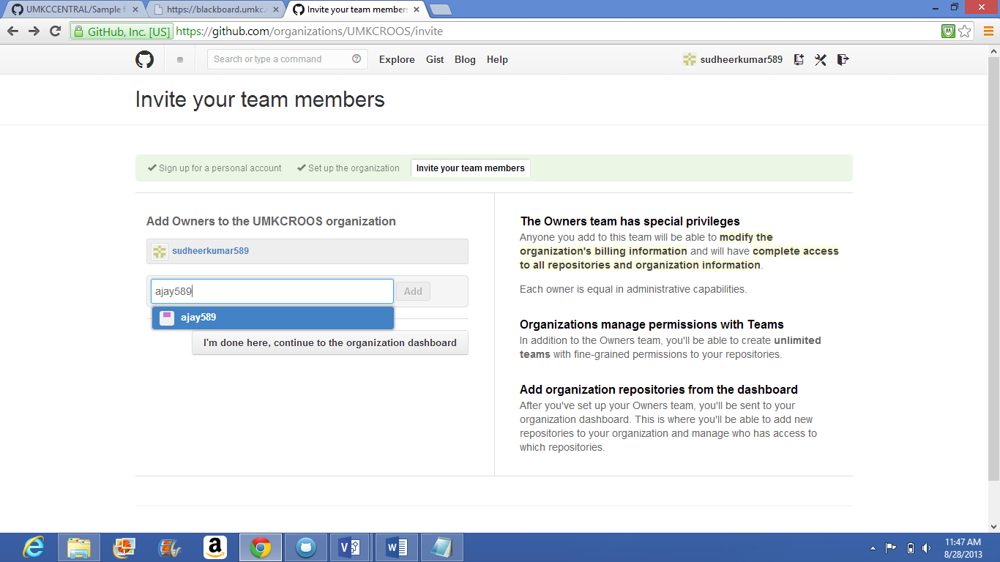 UMKCCENTRAL/Sample f
https://blackboard.umkc.
Invite your team members
GitHub, Inc. [US] https://github.com/organizations/UMKCROOS/invite
Search or type a command
Explore Gist Blog Help
sudheerkumar589
Invite your team members
Sign up for a personal account
Set up the organization
Invite your team members
Add Owners to the UMKCROOS organization
sudheerkumar589
ajay589
Add
ajay589
I'm done here, continue to the organization dashboard
The Owners team has special privileges
Anyone you add to this team will be able to modify the
organization's billing information and will have complete access
to all repositories and organization information.
Each owner is equal in administrative capabilities.
Organizations manage permissions with Teams
In addition to the Owners team, you'll be able to create unlimited
teams with fine-grained permissions to your repositories.
Add organization repositories from the dashboard
After you've set up your Owners team, you'll be sent to your
organization dashboard. This is where you'll be able to add new
repositories to your organization and manage who has access to
which repositories.
11:47 AM
8/28/2013